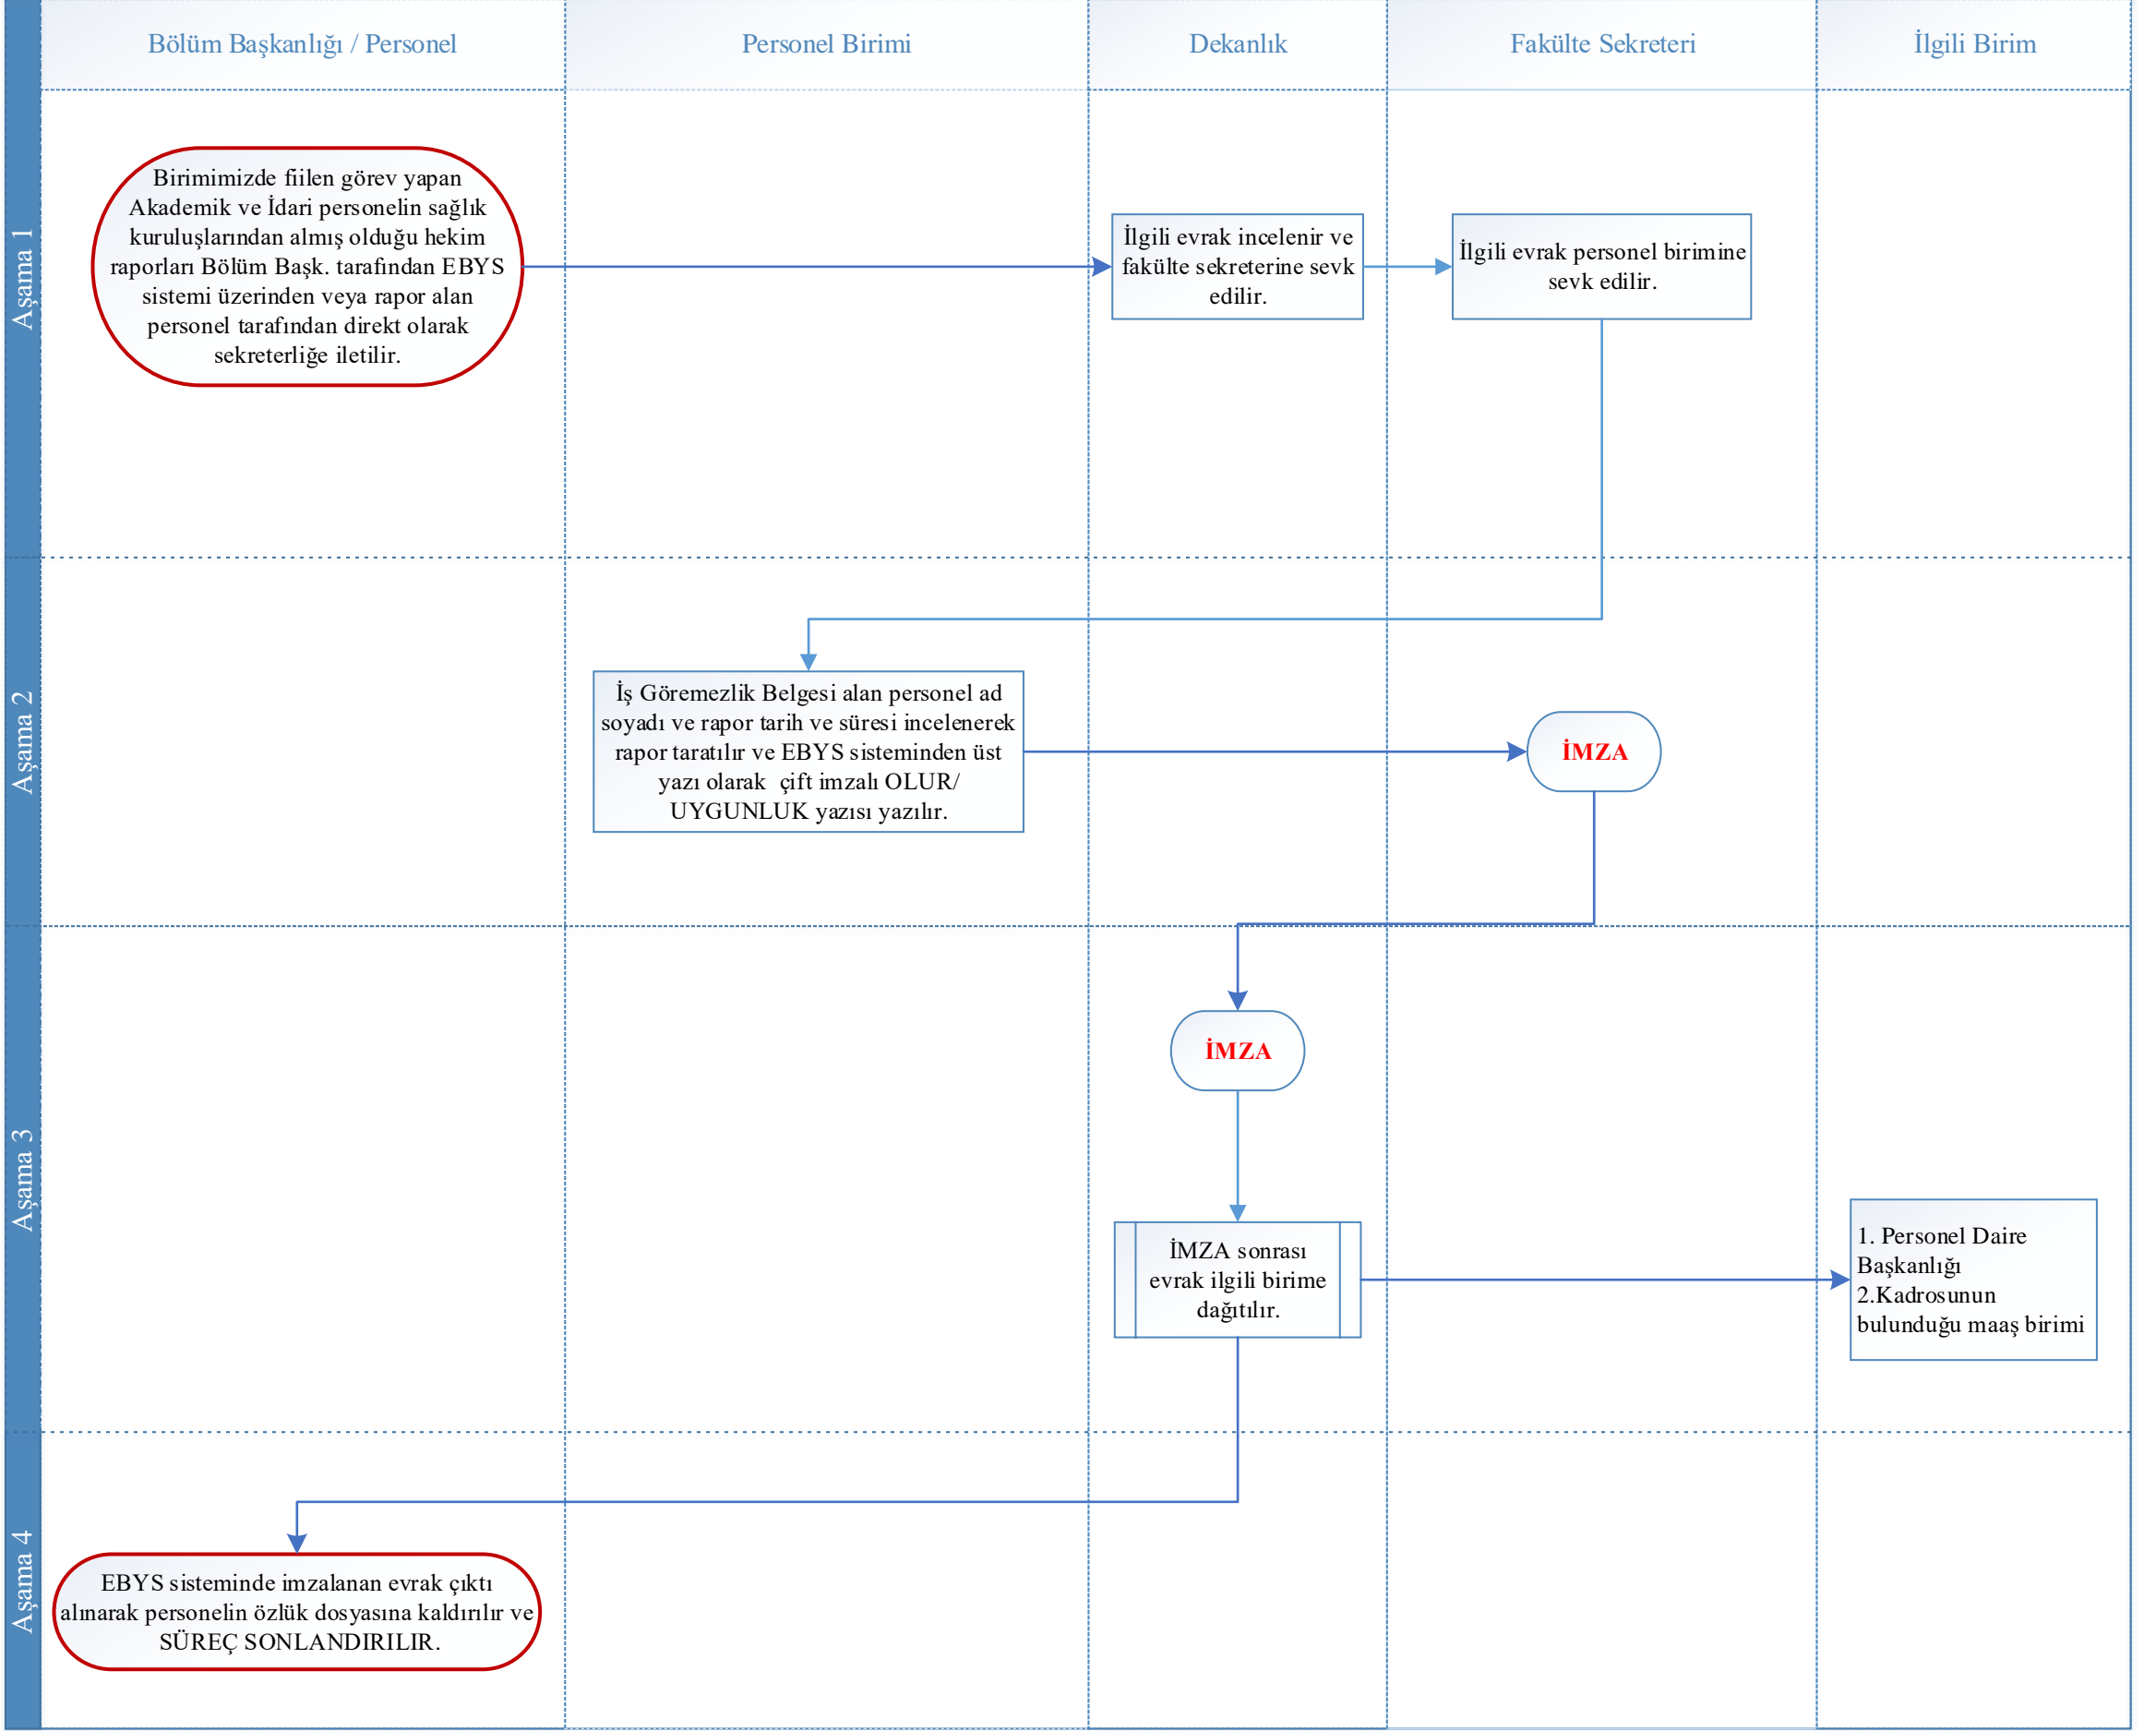 Bölüm Başkanlığı / Personel
Personel Birimi
Dekanlık
Fakülte Sekreteri
İlgili Birim
Aşama 1
Birimimizde fiilen görev yapan
Akademik ve İdari personelin sağlık
kuruluşlarından almış olduğu hekim
raporları Bölüm Başk. tarafından EBYS
sistemi üzerinden veya rapor alan
personel tarafından direkt olarak
sekreterliğe iletilir.
İlgili evrak incelenir ve
fakülte sekreterine sevk
edilir.
İlgili evrak personel birimine
sevk edilir.
Aşama 2
İş Göremezlik Belgesi alan personel ad
soyadı ve rapor tarih ve süresi incelenerek
rapor taratılır ve EBYS sisteminden üst
yazı olarak  çift imzalı OLUR/
UYGUNLUK yazısı yazılır.
İMZA
Aşama 3
İMZA
İMZA sonrası
evrak ilgili birime
dağıtılır.
1. Personel Daire
Başkanlığı
2.Kadrosunun
bulunduğu maaş birimi
Aşama 4
EBYS sisteminde imzalanan evrak çıktı
alınarak personelin özlük dosyasına kaldırılır ve
SÜREÇ SONLANDIRILIR.